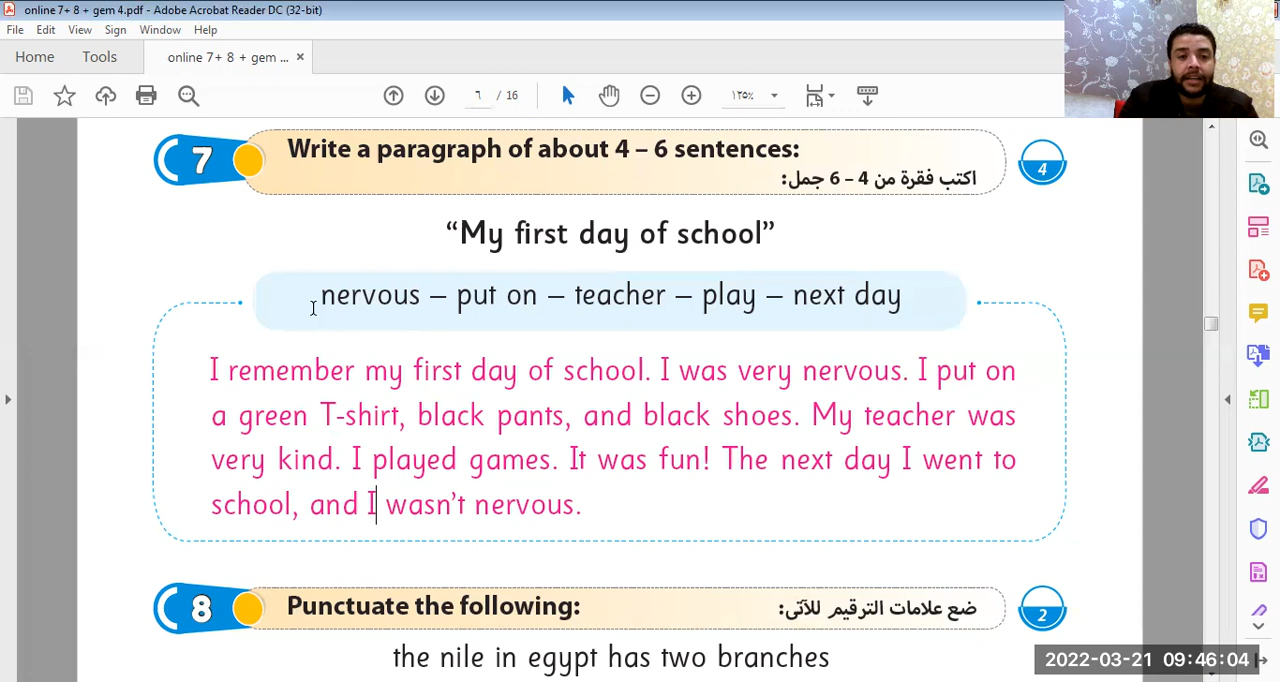 online 7+ 8 + gem 4.pdf - Adobe Acrobat Reader DC (32-bit)
File Edit View Sign Window Help
Home Tools online 7+ 8 + gem ... ×
٦ / 16 ١٢٥%
7 Write a paragraph of about 4 – 6 sentences: 4
اكتب فقرة من 4 – 6 جمل:
“My first day of school”
nervous – put on – teacher – play – next day
I remember my first day of school. I was very nervous. I put on
a green T-shirt, black pants, and black shoes. My teacher was
very kind. I played games. It was fun! The next day I went to
school, and I wasn’t nervous.
8 Punctuate the following: ضع علامات الترقيم للآتى: 2
the nile in egypt has two branches
2022-03-21 09:46:04